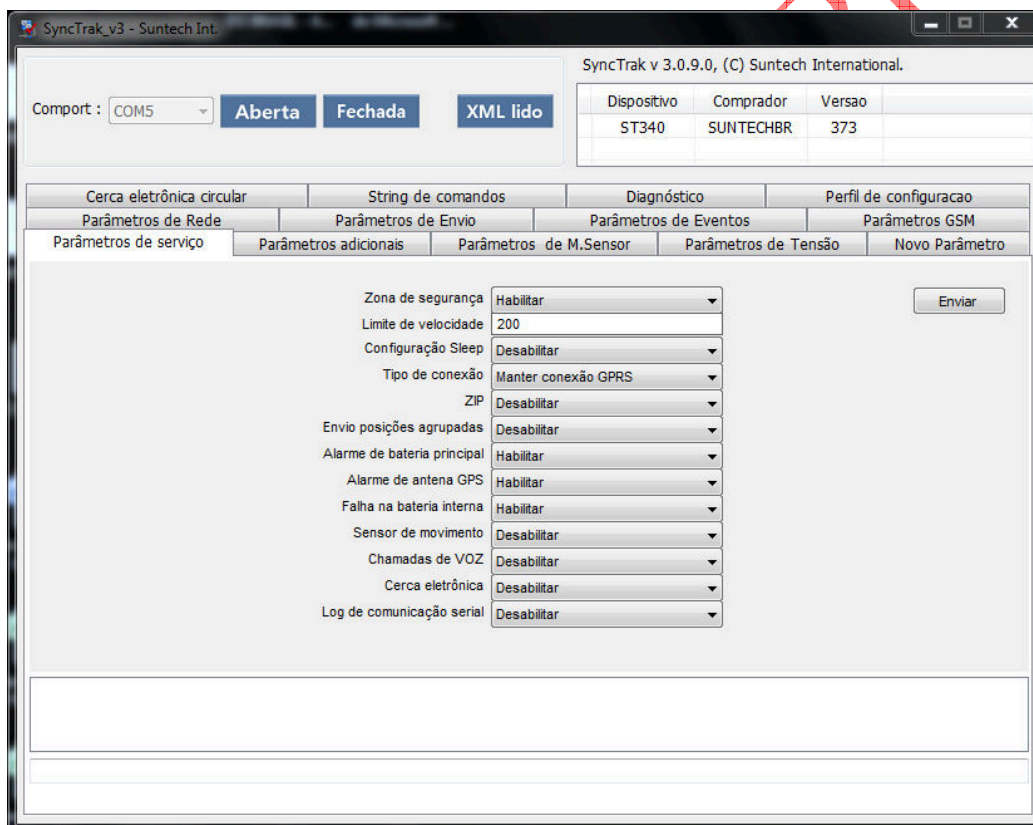 SyncTrak_v3 - Suntech Int.
SyncTrak v 3.0.9.0, (C) Suntech International.
Comport : COM5 Aberta Fechada XML lido
Dispositivo Comprador Versao
ST340 SUNTECHBR 373
Cerca eletrônica circular String de comandos Diagnóstico Perfil de configuracao
Parâmetros de Rede Parâmetros de Envio Parâmetros de Eventos Parâmetros GSM
Parâmetros de serviço Parâmetros adicionais Parâmetros de M.Sensor Parâmetros de Tensão Novo Parâmetro
Zona de segurança Habilitar Enviar
Limite de velocidade 200
Configuração Sleep Desabilitar
Tipo de conexão Manter conexão GPRS
ZIP Desabilitar
Envio posições agrupadas Desabilitar
Alarme de bateria principal Habilitar
Alarme de antena GPS Habilitar
Falha na bateria interna Habilitar
Sensor de movimento Desabilitar
Chamadas de VOZ Desabilitar
Cerca eletrônica Desabilitar
Log de comunicação serial Desabilitar